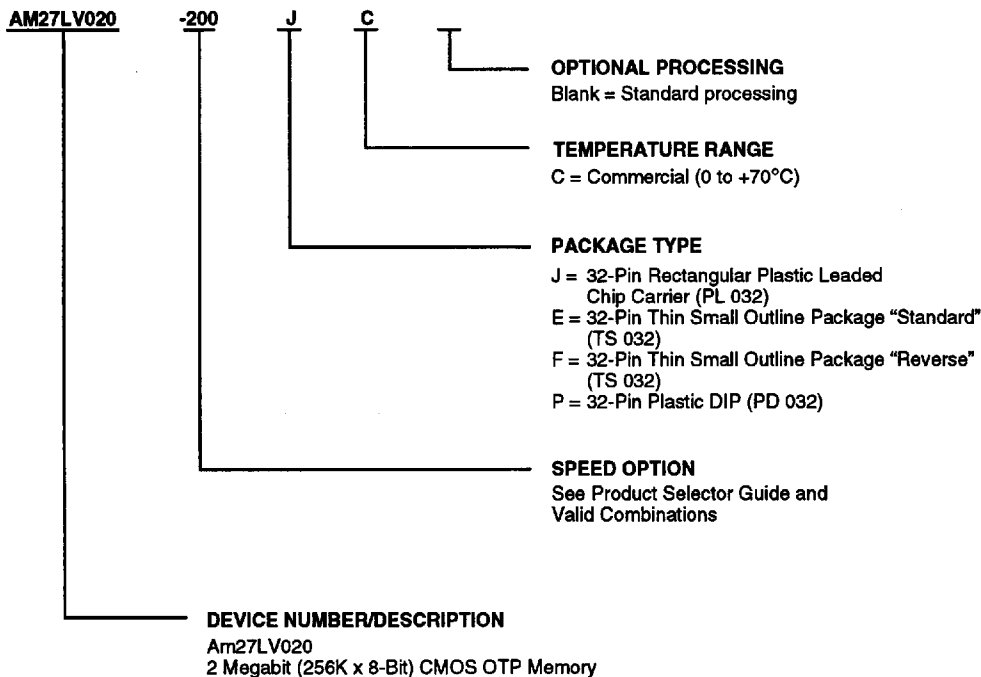 AM27LV020 -200 J C
OPTIONAL PROCESSING
Blank = Standard processing
TEMPERATURE RANGE
C = Commercial (0 to +70°C)
PACKAGE TYPE
J = 32-Pin Rectangular Plastic Leaded
Chip Carrier (PL 032)
E = 32-Pin Thin Small Outline Package “Standard”
(TS 032)
F = 32-Pin Thin Small Outline Package “Reverse”
(TS 032)
P = 32-Pin Plastic DIP (PD 032)
SPEED OPTION
See Product Selector Guide and
Valid Combinations
DEVICE NUMBER/DESCRIPTION
Am27LV020
2 Megabit (256K x 8-Bit) CMOS OTP Memory